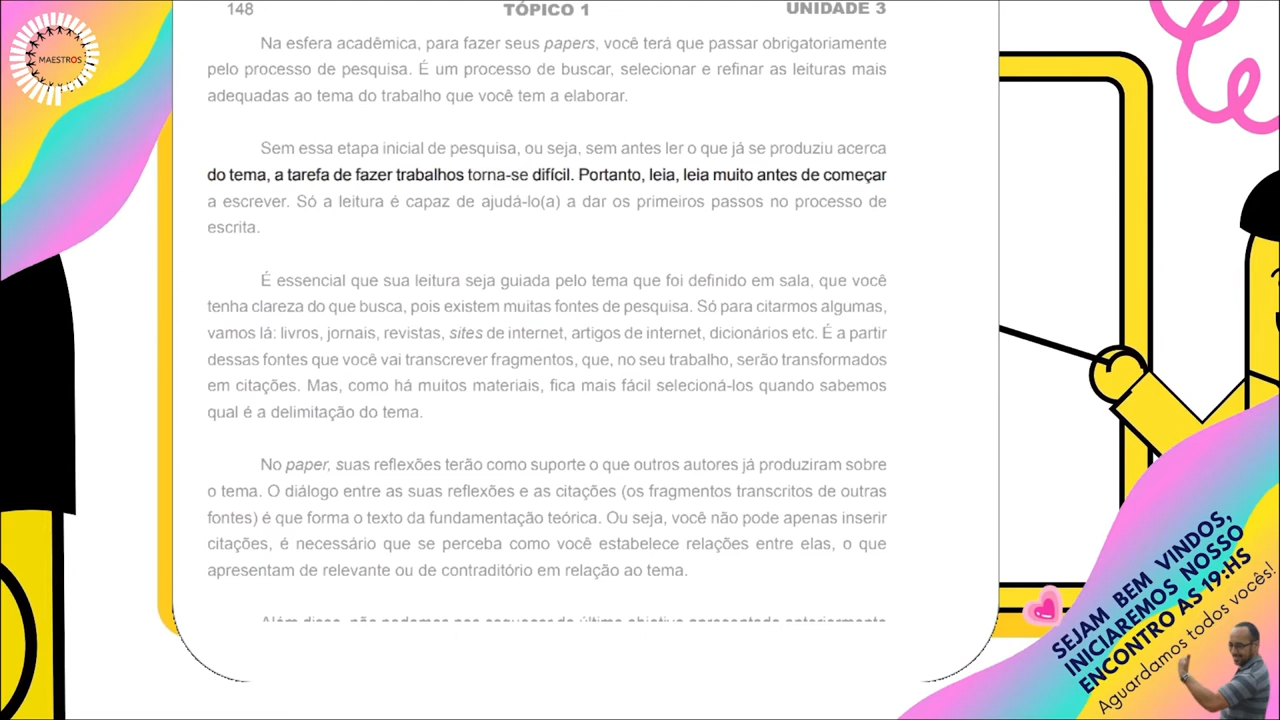 MAESTROS
148 TÓPICO 1 UNIDADE 3
Na esfera acadêmica, para fazer seus papers, você terá que passar obrigatoriamente
pelo processo de pesquisa. É um processo de buscar, selecionar e refinar as leituras mais
adequadas ao tema do trabalho que você tem a elaborar.
Sem essa etapa inicial de pesquisa, ou seja, sem antes ler o que já se produziu acerca
do tema, a tarefa de fazer trabalhos torna-se difícil. Portanto, leia, leia muito antes de começar
a escrever. Só a leitura é capaz de ajudá-lo(a) a dar os primeiros passos no processo de
escrita.
É essencial que sua leitura seja guiada pelo tema que foi definido em sala, que você
tenha clareza do que busca, pois existem muitas fontes de pesquisa. Só para citarmos algumas,
vamos lá: livros, jornais, revistas, sites de internet, artigos de internet, dicionários etc. É a partir
dessas fontes que você vai transcrever fragmentos, que, no seu trabalho, serão transformados
em citações. Mas, como há muitos materiais, fica mais fácil selecioná-los quando sabemos
qual é a delimitação do tema.
No paper, suas reflexões terão como suporte o que outros autores já produziram sobre
o tema. O diálogo entre as suas reflexões e as citações (os fragmentos transcritos de outras
fontes) é que forma o texto da fundamentação teórica. Ou seja, você não pode apenas inserir
citações, é necessário que se perceba como você estabelece relações entre elas, o que
apresentam de relevante ou de contraditório em relação ao tema.
Além disso, não podemos nos esquecer do último objetivo apresentado anteriormente
SEJAM BEM VINDOS,
INICIAREMOS NOSSO
ENCONTRO AS 19:HS
Aguardamos todos vocês!